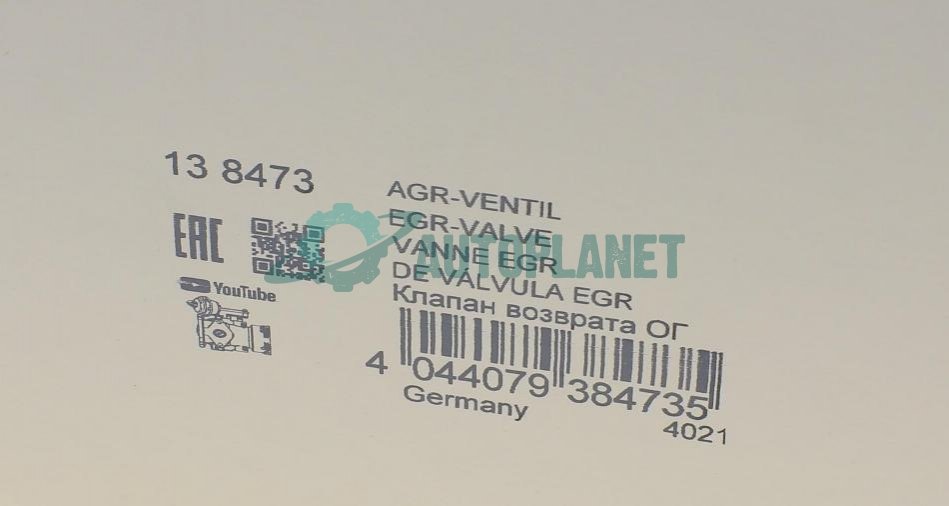 13 8473
AGR-VENTIL
EGR-VALVE
VANNE EGR
DE VÁLVULA EGR
Клапан возврата ОГ
EAC
YouTube
AUTOPLANET
4 044079 384735
Germany
4021